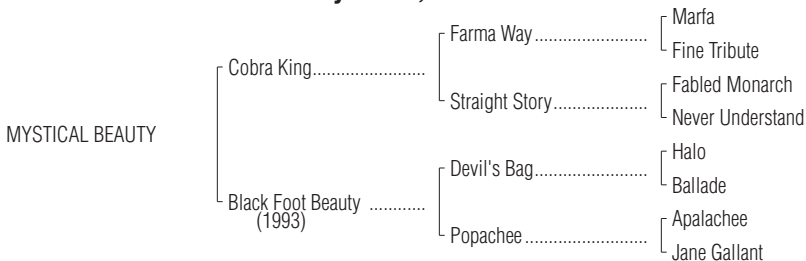 Marfa
Farma Way........................
Fine Tribute
Cobra King........................
Fabled Monarch
Straight Story....................
Never Understand
MYSTICAL BEAUTY
Halo
Devil's Bag........................
Ballade
Black Foot Beauty ............
(1993)
Apalachee
Popachee..........................
Jane Gallant